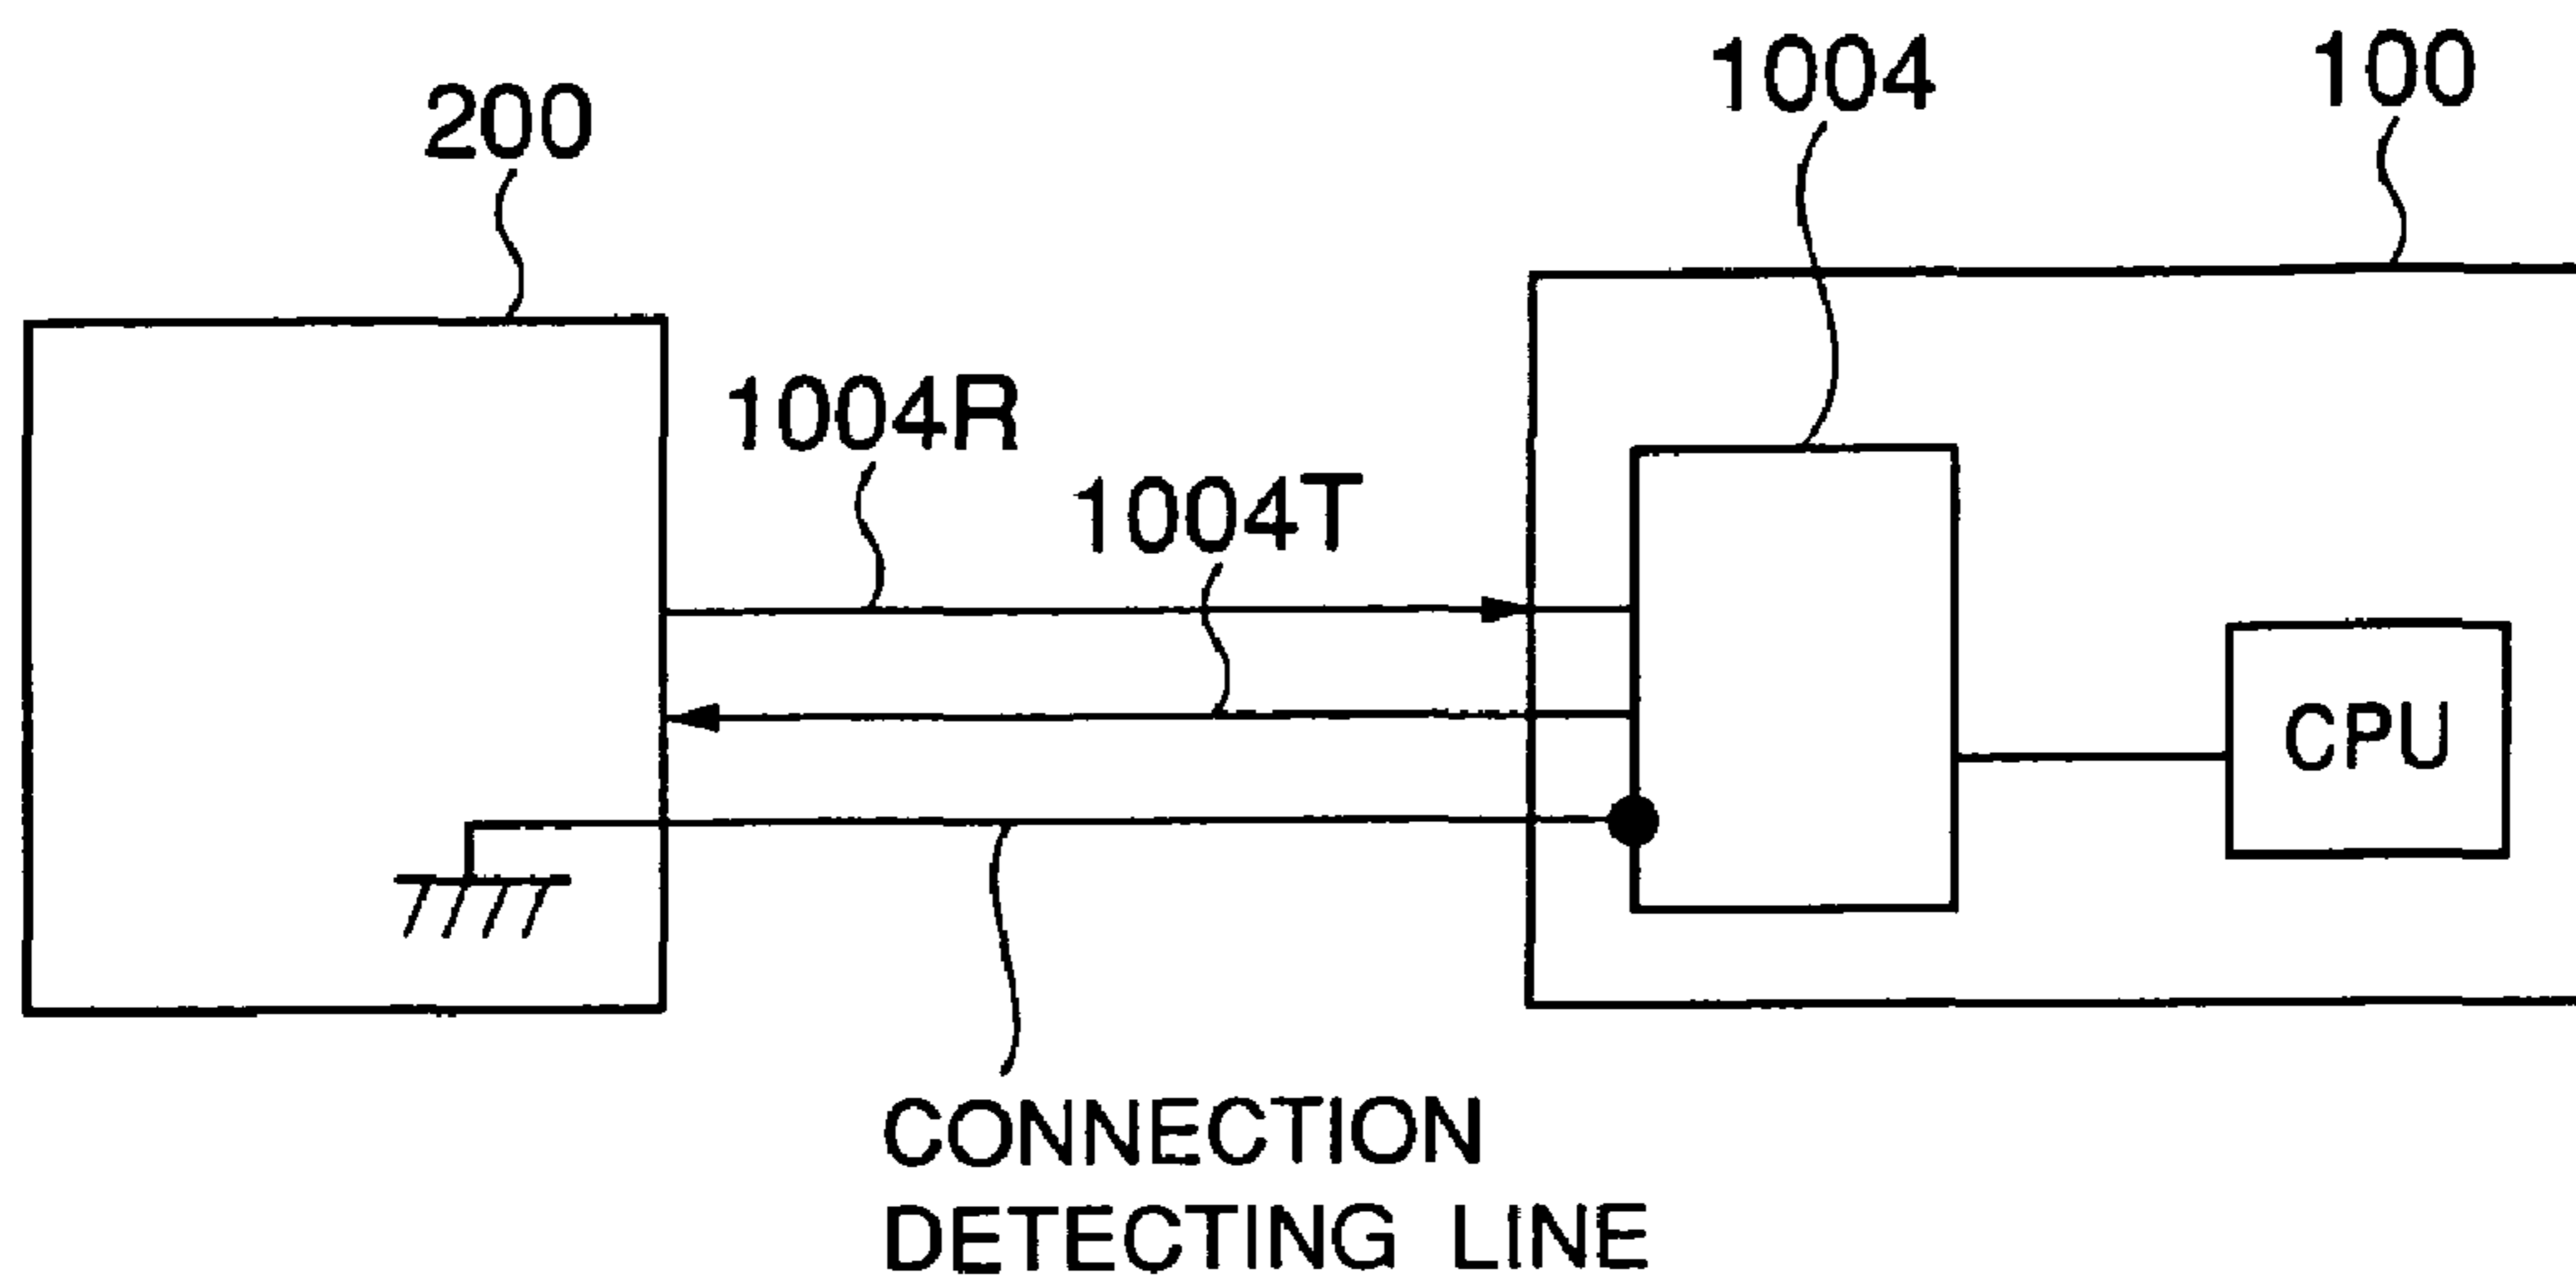 200
1004
100
1004R
1004T
CPU
CONNECTION
DETECTING LINE